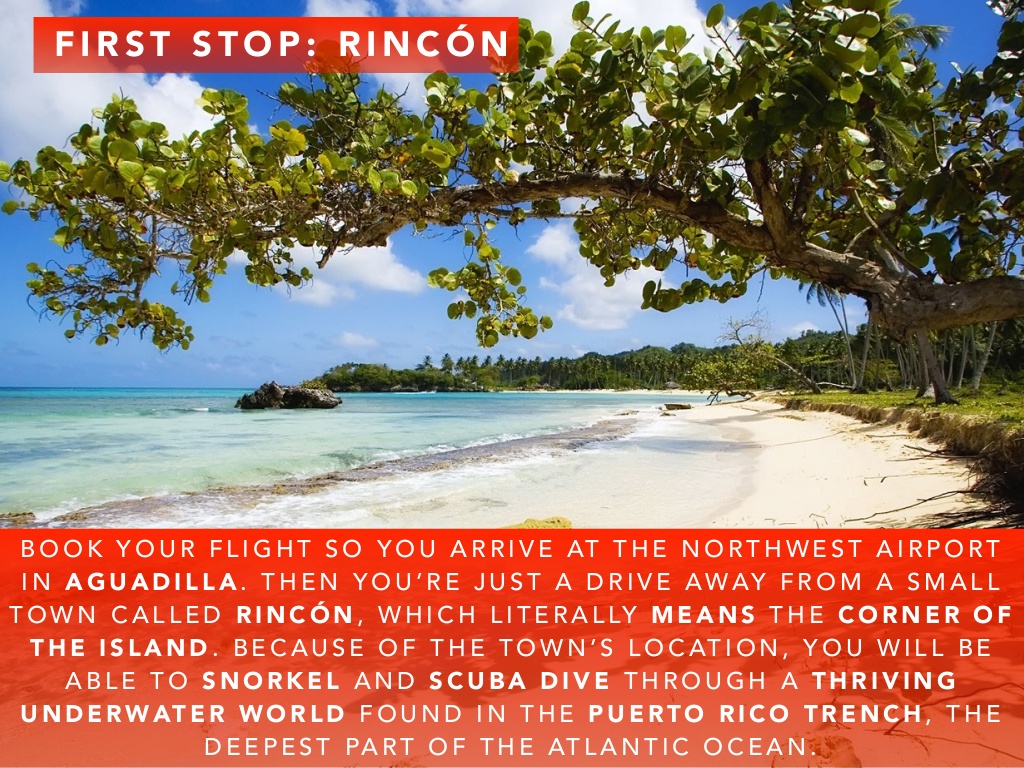 FIRST STOP: RINCÓN
BOOK YOUR FLIGHT SO YOU ARRIVE AT THE NORTHWEST AIRPORT
IN AGUADILLA. THEN YOU'RE JUST A DRIVE AWAY FROM A SMALL
TOWN CALLED RINCÓN, WHICH LITERALLY MEANS THE CORNER OF
THE ISLAND. BECAUSE OF THE TOWN'S LOCATION, YOU WILL BE
ABLE TO SNORKEL AND SCUBA DIVE THROUGH A THRIVING
UNDERWATER WORLD FOUND IN THE PUERTO RICO TRENCH, THE
DEEPEST PART OF THE ATLANTIC OCEAN.